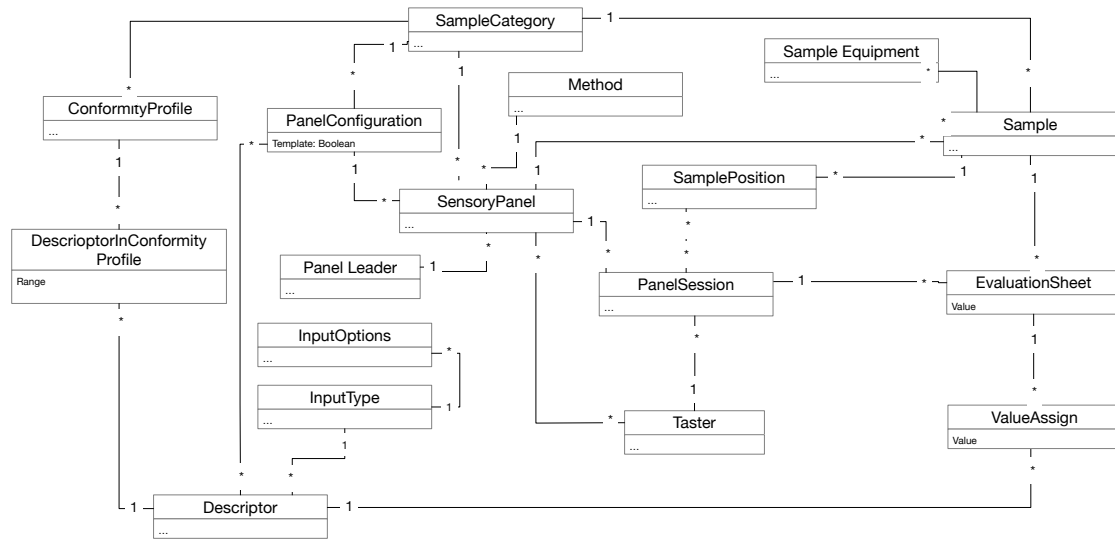 SampleCategory
...
1
1
1
*
Sample Equipment
...
*
*
Method
...
1
*
*
ConformityProfile
...
1
*
PanelConfiguration
Template: Boolean
*
1
*
*
*
1
*
Sample
...
*
1
1
SamplePosition
...
*
*
*
SensoryPanel
...
1
*
*
*
DescrioptorInConformity
Profile
Range
*
Panel Leader
...
1
PanelSession
...
1
*
*
EvaluationSheet
Value
1
*
InputOptions
...
*
InputType
...
1
1
*
1
*
Taster
...
ValueAssign
Value
*
*
*
1
Descriptor
...
1